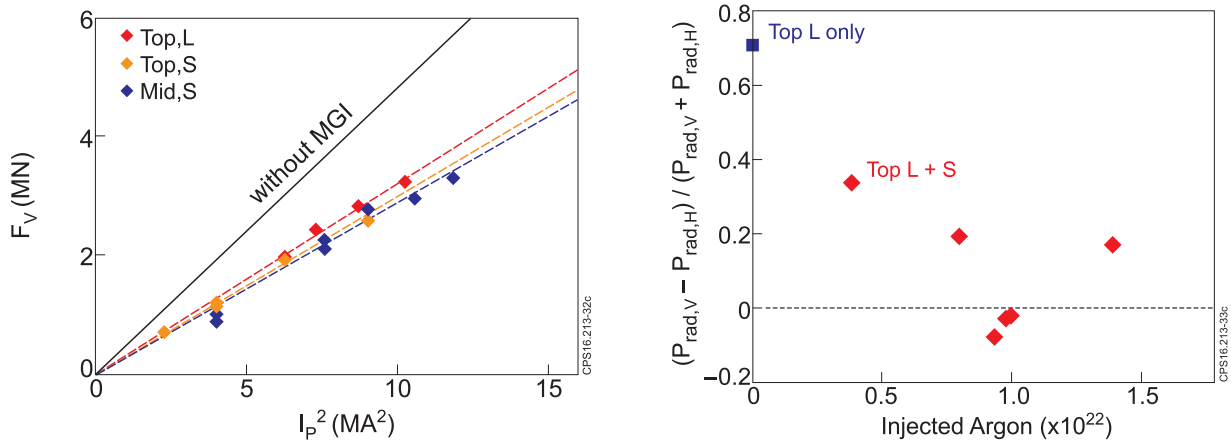 6
4
2
0
F_V (MN)
Top,L
Top,S
Mid,S
without MGI
0
5
10
15
I_P^2 (MA^2)
CPS16.213-32c
0.8
0.6
0.4
0.2
0
−0.2
(P_rad,V − P_rad,H) / (P_rad,V + P_rad,H)
Top L only
Top L + S
0.5
1.0
1.5
Injected Argon (x10^22)
CPS16.213-33c